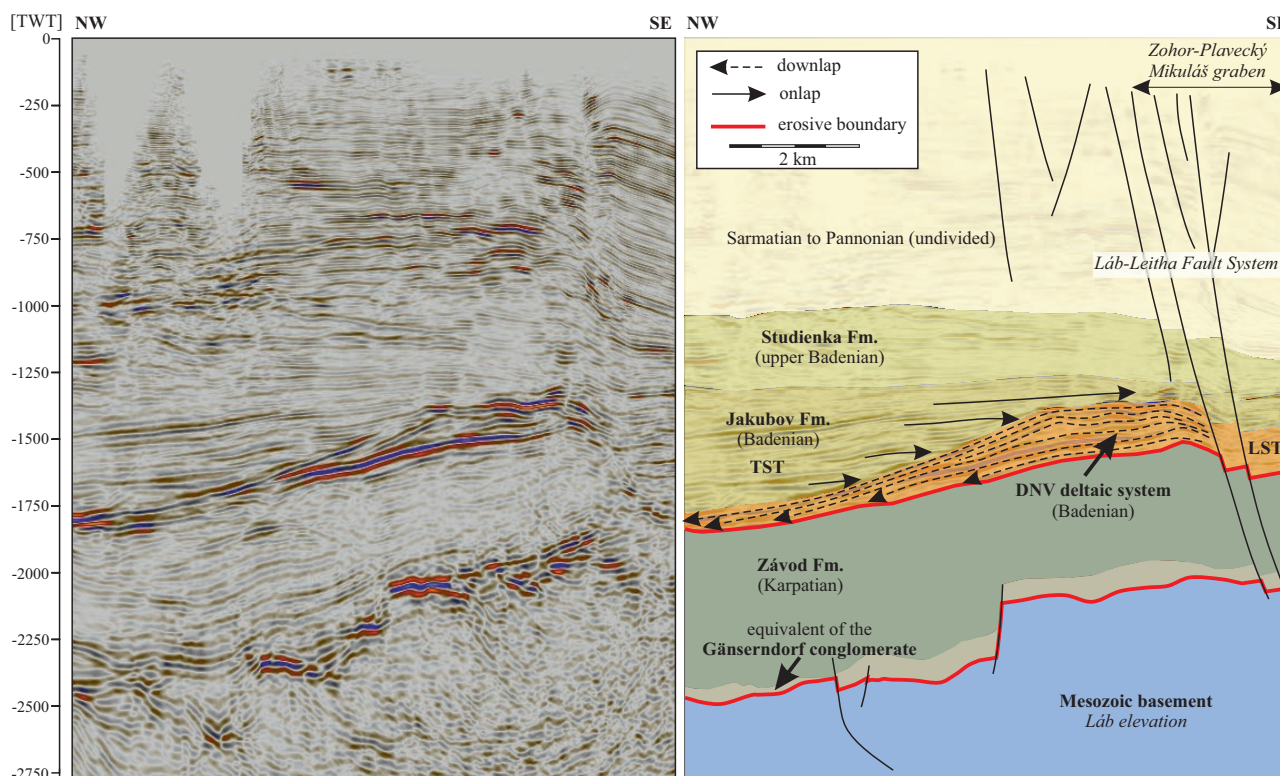 [TWT]
NW
SE
0
-250
-500
-750
-1000
-1250
-1500
-1750
-2000
-2250
-2500
-2750
NW
SE
downlap
onlap
erosive boundary
2 km
Zohor-Plavecký
Mikuláš graben
Sarmatian to Pannonian (undivided)
Láb-Leitha Fault System
Studienka Fm.
(upper Badenian)
Jakubov Fm.
(Badenian)
TST
LST
DNV deltaic system
(Badenian)
Závod Fm.
(Karpatian)
equivalent of the
Gänserndorf conglomerate
Mesozoic basement
Láb elevation